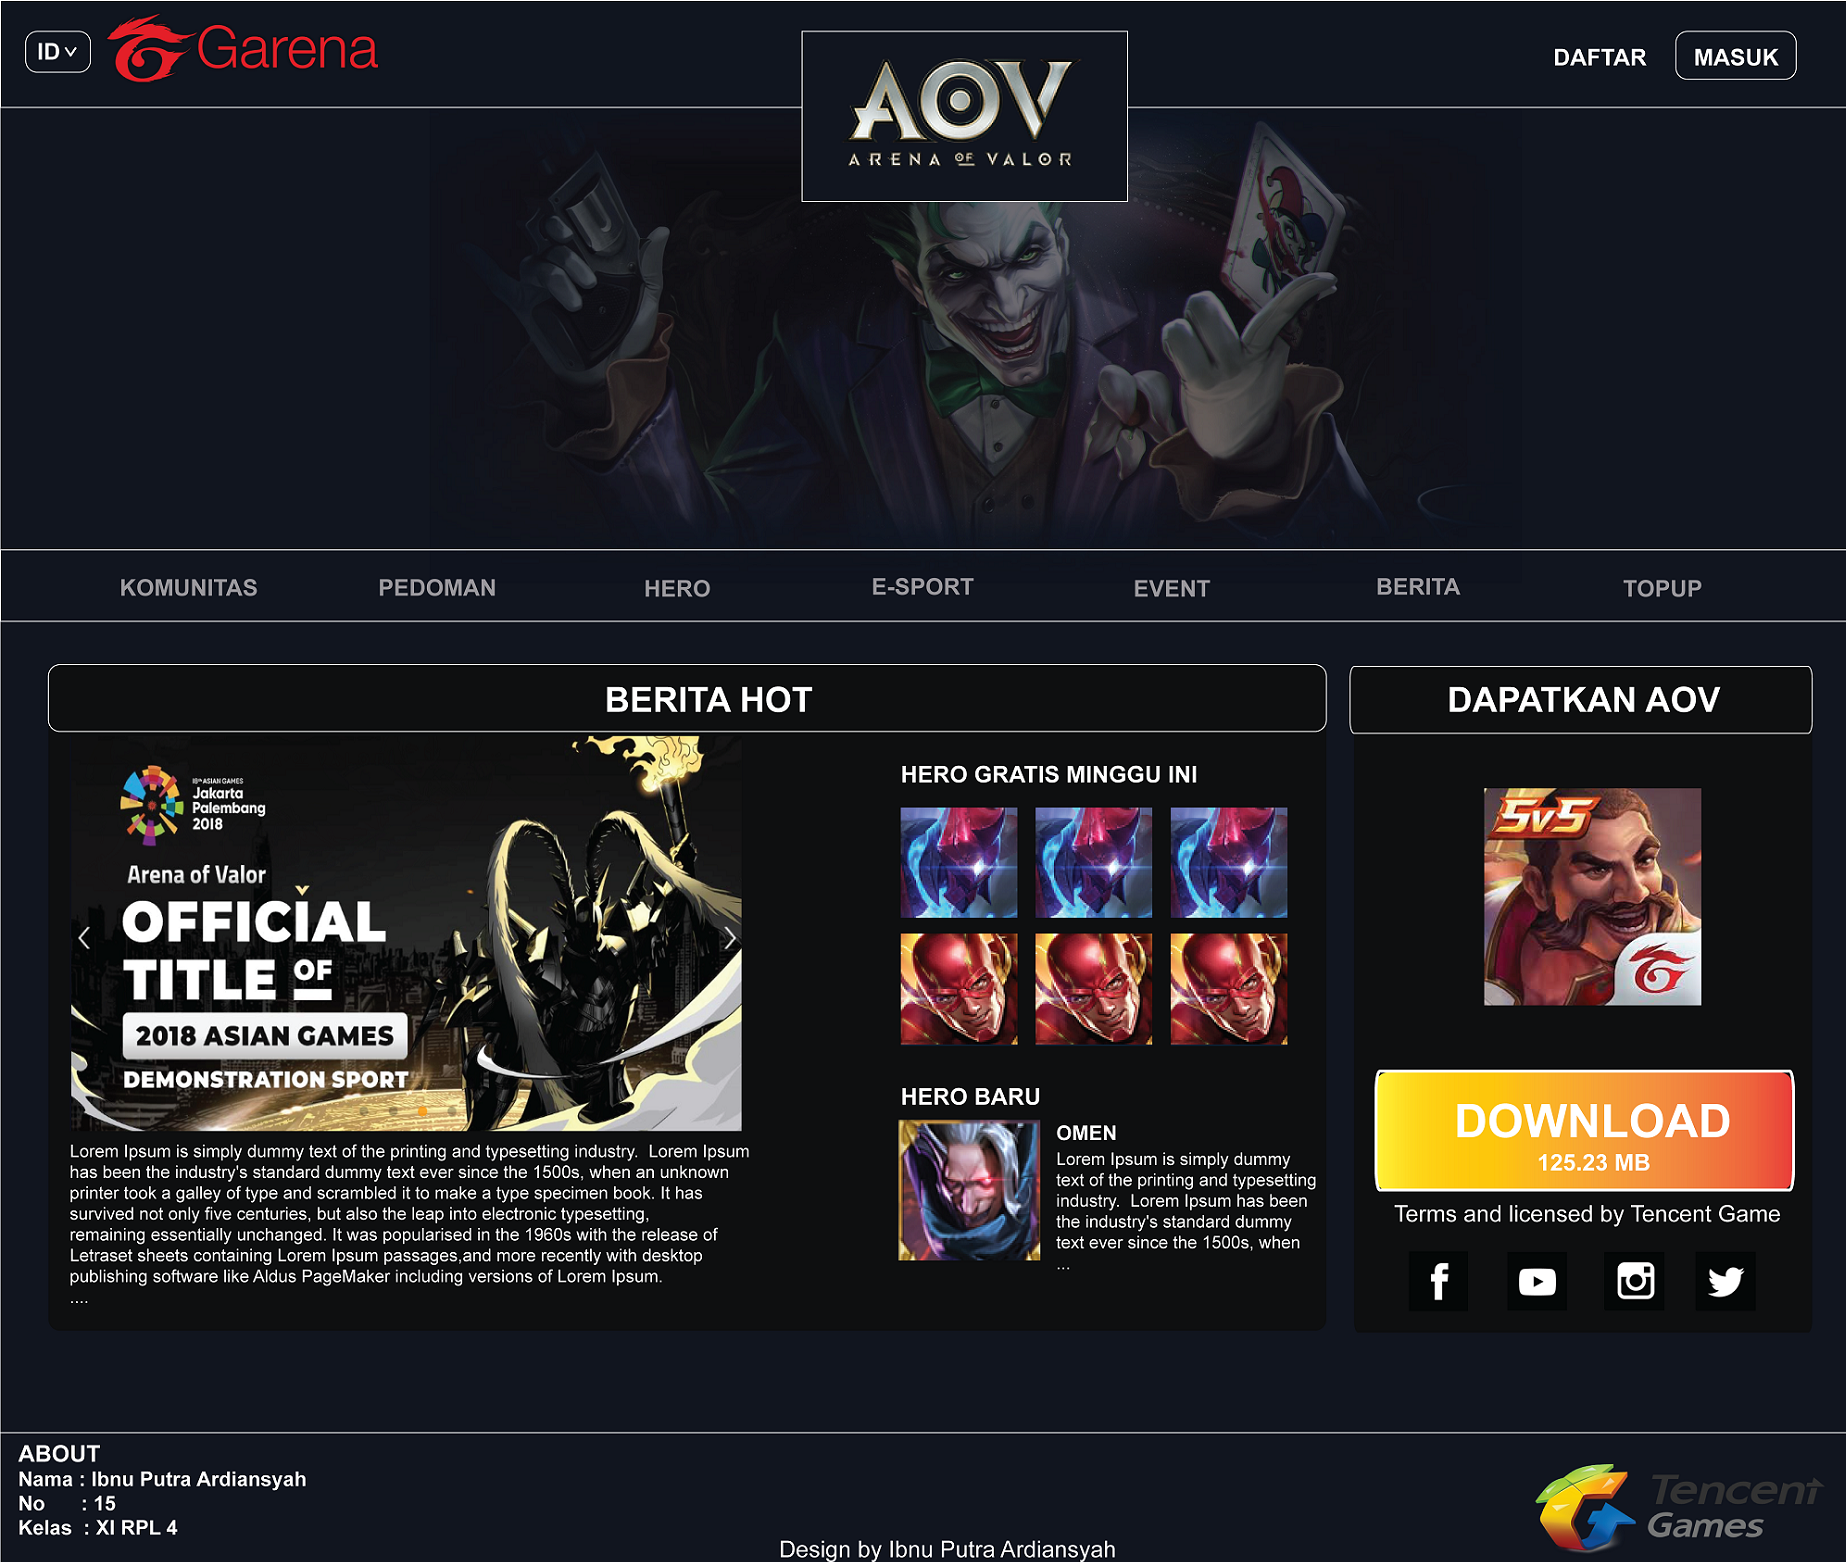 ID
Garena
AOV
ARENA OF VALOR
DAFTAR
MASUK
KOMUNITAS
PEDOMAN
HERO
E-SPORT
EVENT
BERITA
TOPUP
BERITA HOT
18th ASIAN GAMES
Jakarta
Palembang
2018
Arena of Valor
OFFICIAL
TITLE OF
2018 ASIAN GAMES
DEMONSTRATION SPORT
Lorem Ipsum is simply dummy text of the printing and typesetting industry.  Lorem Ipsum
has been the industry's standard dummy text ever since the 1500s, when an unknown
printer took a galley of type and scrambled it to make a type specimen book. It has
survived not only five centuries, but also the leap into electronic typesetting,
remaining essentially unchanged. It was popularised in the 1960s with the release of
Letraset sheets containing Lorem Ipsum passages,and more recently with desktop
publishing software like Aldus PageMaker including versions of Lorem Ipsum.
....
HERO GRATIS MINGGU INI
HERO BARU
OMEN
Lorem Ipsum is simply dummy
text of the printing and typesetting
industry.  Lorem Ipsum has been
the industry's standard dummy
text ever since the 1500s, when
...
DAPATKAN AOV
5v5
DOWNLOAD
125.23 MB
Terms and licensed by Tencent Game
ABOUT
Nama : Ibnu Putra Ardiansyah
No : 15
Kelas : XI RPL 4
Design by Ibnu Putra Ardiansyah
Tencent
Games